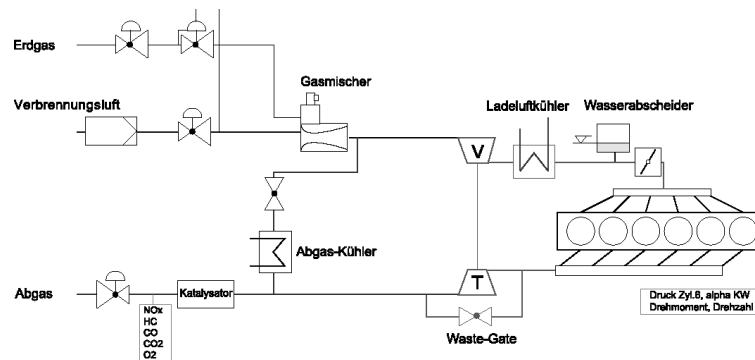 Erdgas
Gasmischer
Verbrennungsluft
Ladeluftkühler
Wasserabscheider
V
Abgas-Kühler
T
Abgas
Katalysator
Druck Zyl.6, alpha KW
Drehmoment, Drehzahl
NOx
HC
CO
CO2
O2
Waste-Gate